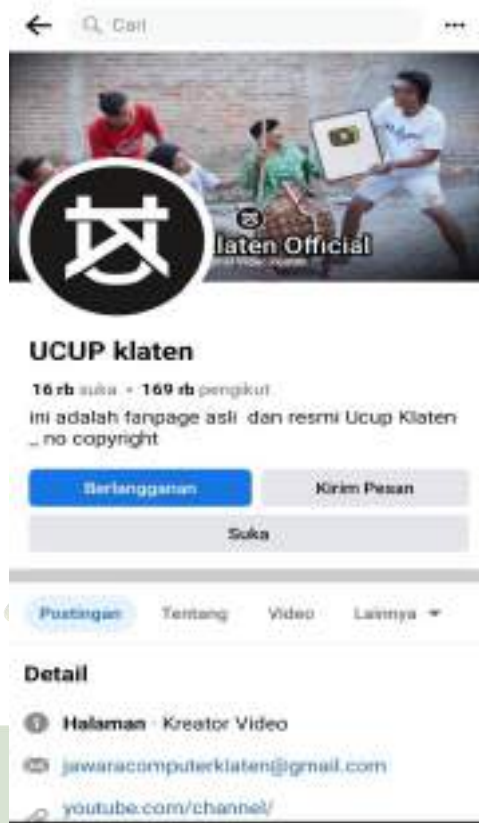 Cari
laten Official
UCUP klaten
16 rb suka • 169 rb pengikut
ini adalah fanpage asli dan resmi Ucup Klaten
_ no copyright
Berlangganan
Kirim Pesan
Suka
Postingan Tentang Video Lainnya
Detail
Halaman · Kreator Video
jawaracomputerklaten@gmail.com
youtube.com/channel/